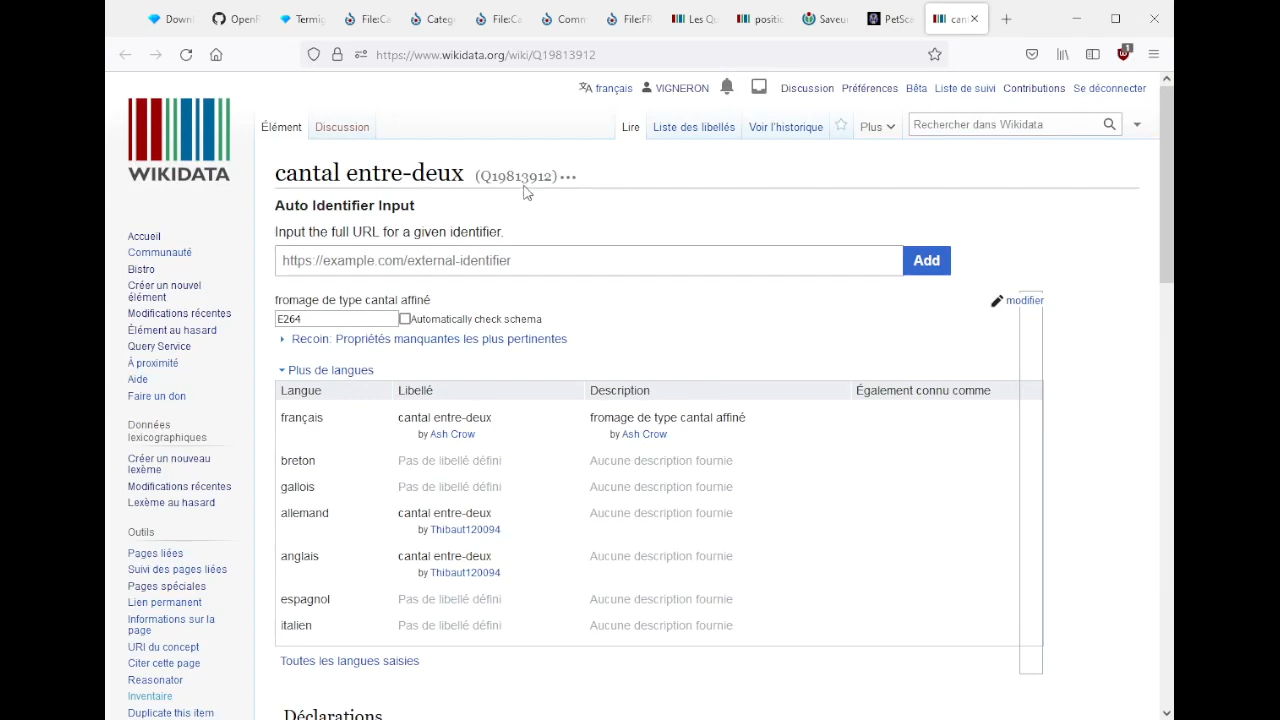 Down
OpenF
Termig
File:Ca
Categ
File:Ca
Comm
File:FR
Les Qu
positio
Saveur
PetSca
cant
https://www.wikidata.org/wiki/Q19813912
1
français
VIGNERON
Discussion
Préférences
Bêta
Liste de suivi
Contributions
Se déconnecter
WIKIDATA
Élément
Discussion
Lire
Liste des libellés
Voir l'historique
Plus
Rechercher dans Wikidata
cantal entre-deux (Q19813912)
Auto Identifier Input
Input the full URL for a given identifier.
https://example.com/external-identifier
Add
fromage de type cantal affiné
modifier
E264
Automatically check schema
Recoin: Propriétés manquantes les plus pertinentes
Plus de langues
Langue Libellé Description Également connu comme
français cantal entre-deux fromage de type cantal affiné
by Ash Crow by Ash Crow
breton Pas de libellé défini Aucune description fournie
gallois Pas de libellé défini Aucune description fournie
allemand cantal entre-deux Aucune description fournie
by Thibaut120094
anglais cantal entre-deux Aucune description fournie
by Thibaut120094
espagnol Pas de libellé défini Aucune description fournie
italien Pas de libellé défini Aucune description fournie
Toutes les langues saisies
Déclarations
Accueil
Communauté
Bistro
Créer un nouvel
élément
Modifications récentes
Élément au hasard
Query Service
À proximité
Aide
Faire un don
Données
lexicographiques
Créer un nouveau
lexème
Modifications récentes
Lexème au hasard
Outils
Pages liées
Suivi des pages liées
Pages spéciales
Lien permanent
Informations sur la
page
URI du concept
Citer cette page
Reasonator
Inventaire
Duplicate this item